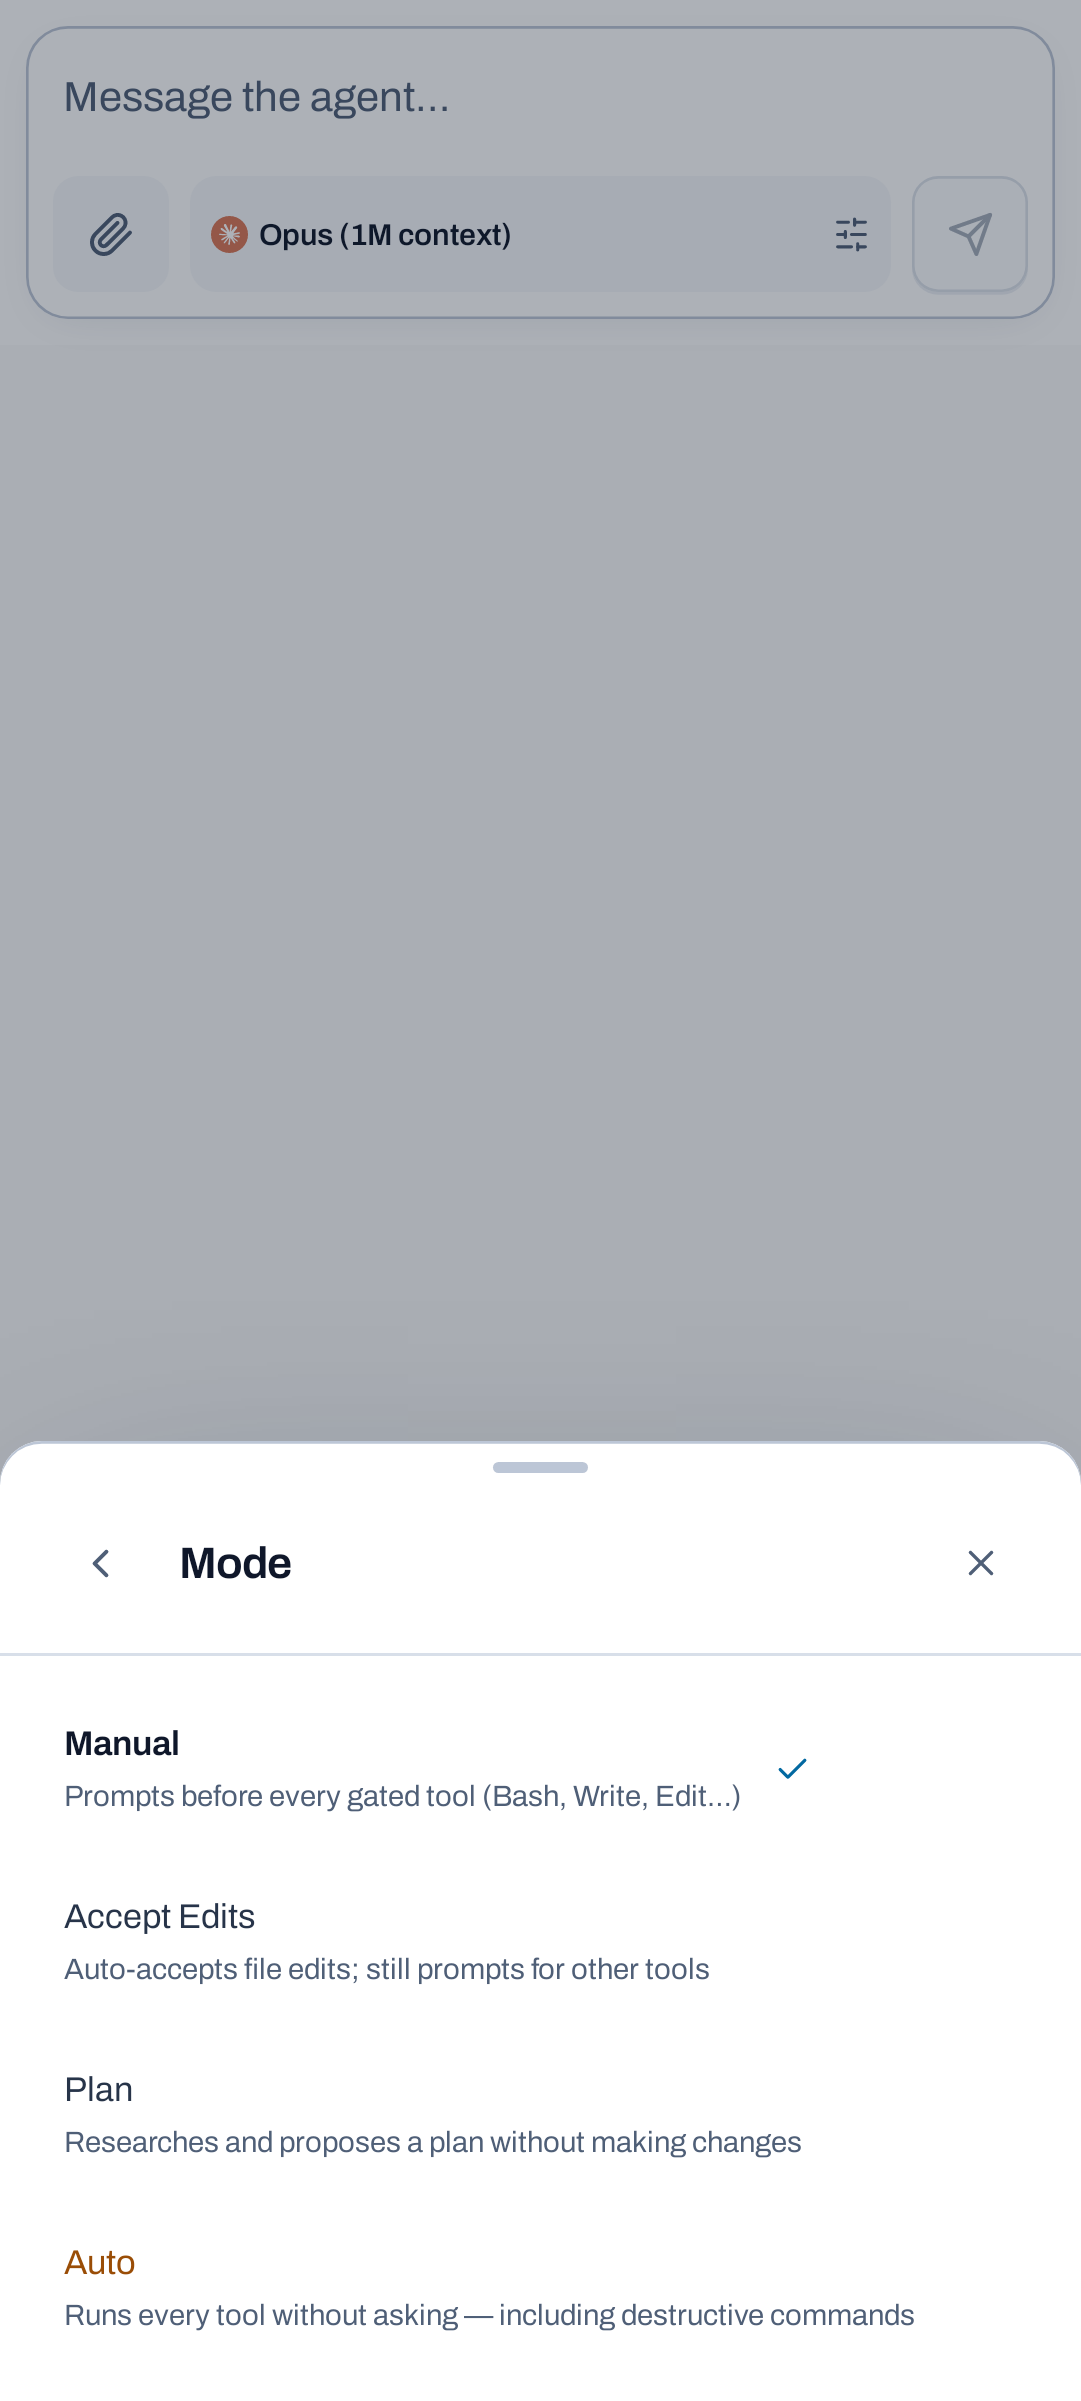 Message the agent...
Opus (1M context)
Mode
Manual
Prompts before every gated tool (Bash, Write, Edit...)
Accept Edits
Auto-accepts file edits; still prompts for other tools
Plan
Researches and proposes a plan without making changes
Auto
Runs every tool without asking — including destructive commands